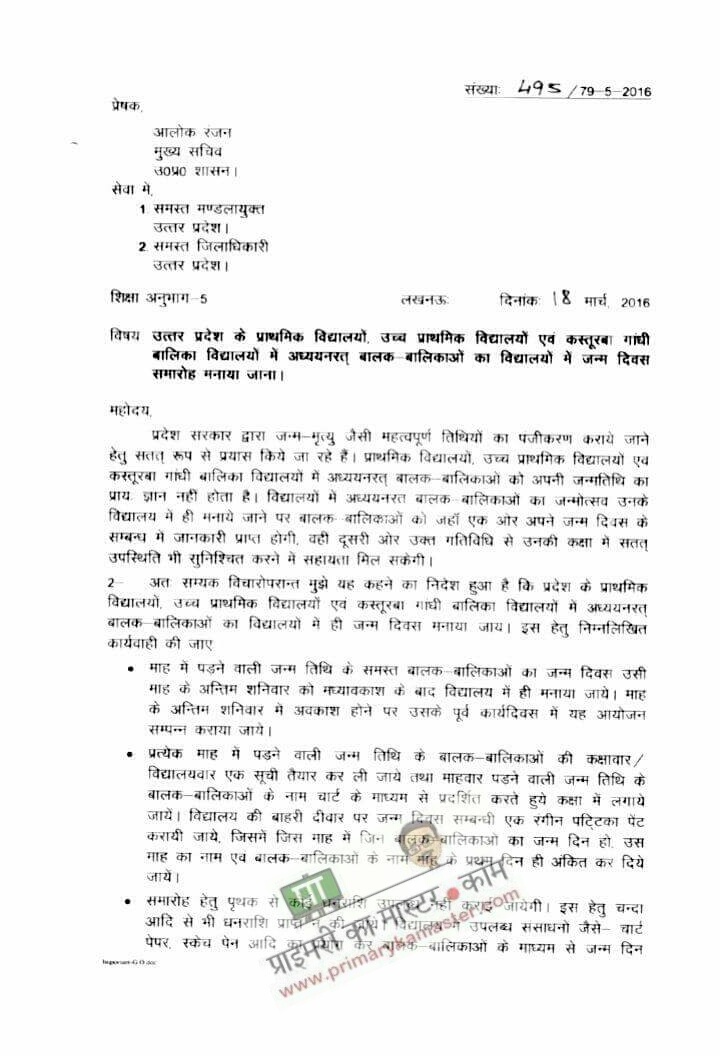 संख्याः 495/79-5-2016
प्रेषक,
आलोक रंजन
मुख्य सचिव
उ0प्र0 शासन।
सेवा में,
1. समस्त मण्डलायुक्त
उत्तर प्रदेश।
2. समस्त जिलाधिकारी
उत्तर प्रदेश।
शिक्षा अनुभाग-5 लखनऊः दिनांकः 18 मार्च, 2016
विषय उत्तर प्रदेश के प्राथमिक विद्यालयों, उच्च प्राथमिक विद्यालयों एवं कस्तूरबा गांधी
बालिका विद्यालयों में अध्ययनरत् बालक-बालिकाओं का विद्यालयों में जन्म दिवस
समारोह मनाया जाना।
महोदय,
प्रदेश सरकार द्वारा जन्म-मृत्यु जैसी महत्वपूर्ण तिथियों का पंजीकरण कराये जाने
हेतु सतत् रूप से प्रयास किये जा रहे हैं। प्राथमिक विद्यालयों, उच्च प्राथमिक विद्यालयों एवं
कस्तूरबा गांधी बालिका विद्यालयों में अध्ययनरत् बालक-बालिकाओं को अपनी जन्मतिथि का
प्राय ज्ञान नहीं होता है। विद्यालयों में अध्ययनरत बालक-बालिकाओं का जन्मोत्सव उनके
विद्यालय में ही मनाये जाने पर बालक-बालिकाओं को जहाँ एक ओर अपने जन्म दिवस के
सम्बन्ध में जानकारी प्राप्त होगी, वही दूसरी ओर उक्त गतिविधि से उनकी कक्षा में सतत्
उपस्थिति भी सुनिश्चित करने में सहायता मिल सकेगी।
2- अतः सम्यक विचारोपरान्त मुझे यह कहने का निदेश हुआ है कि प्रदेश के प्राथमिक
विद्यालयों, उच्च प्राथमिक विद्यालयों एवं कस्तूरबा गांधी बालिका विद्यालयों में अध्ययनरत्
बालक-बालिकाओं का विद्यालयों में ही जन्म दिवस मनाया जाय। इस हेतु निम्नलिखित
कार्यवाही की जाए
• माह में पडने वाली जन्म तिथि के समस्त बालक-बालिकाओं का जन्म दिवस उसी
माह के अन्तिम शनिवार को मध्यावकाश के बाद विद्यालय में ही मनाया जाये। माह
के अन्तिम शनिवार में अवकाश होने पर उसके पूर्व कार्यदिवस में यह आयोजन
सम्पन्न कराया जाये।
• प्रत्येक माह में पडने वाली जन्म तिथि के बालक-बालिकाओं की कक्षावार/
विद्यालयवार एक सूची तैयार कर ली जाये तथा माहवार पडने वाली जन्म तिथि के
बालक-बालिकाओं के नाम चार्ट के माध्यम से प्रदर्शित करते हुये कक्षा में लगाये
जायें। विद्यालय की बाहरी दीवार पर जन्म दिवस सम्बन्धी एक रंगीन पट्टिका पेंट
करायी जाये, जिसमें जिस माह में जिन बालक-बालिकाओं का जन्म दिन हो, उस
माह का नाम एवं बालक-बालिकाओं के नाम माह के प्रथम दिन ही अंकित कर दिये
जायें।
• समारोह हेतु पृथक से कोई धनराशि उपलब्ध नहीं कराई जायेगी। इस हेतु चन्दा
आदि से भी धनराशि प्राप्त न की जाये। विद्यालय में उपलब्ध संसाधनो जैसे- चार्ट
पेपर, स्केच पेन आदि का प्रयोग कर बालक-बालिकाओं के माध्यम से जन्म दिन
Important-G O.doc
प्रा
प्राइमरी का मास्टर.कॉम
www.primarykamaster.com